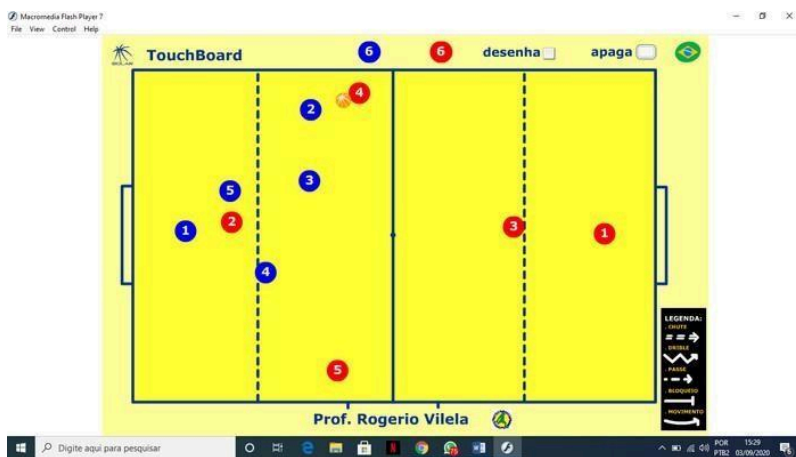 Macromedia Flash Player 7
File View Control Help
TouchBoard
6
6
desenha
apaga
4
2
3
5
2
1
3
1
4
5
LEGENDA:
. CHUTE
. DRIBLE
. PASSE
. BLOQUEIO
. MOVIMENTO
Prof. Rogerio Vilela
Digite aqui para pesquisar
POR 15:29
PTB2 03/09/2020